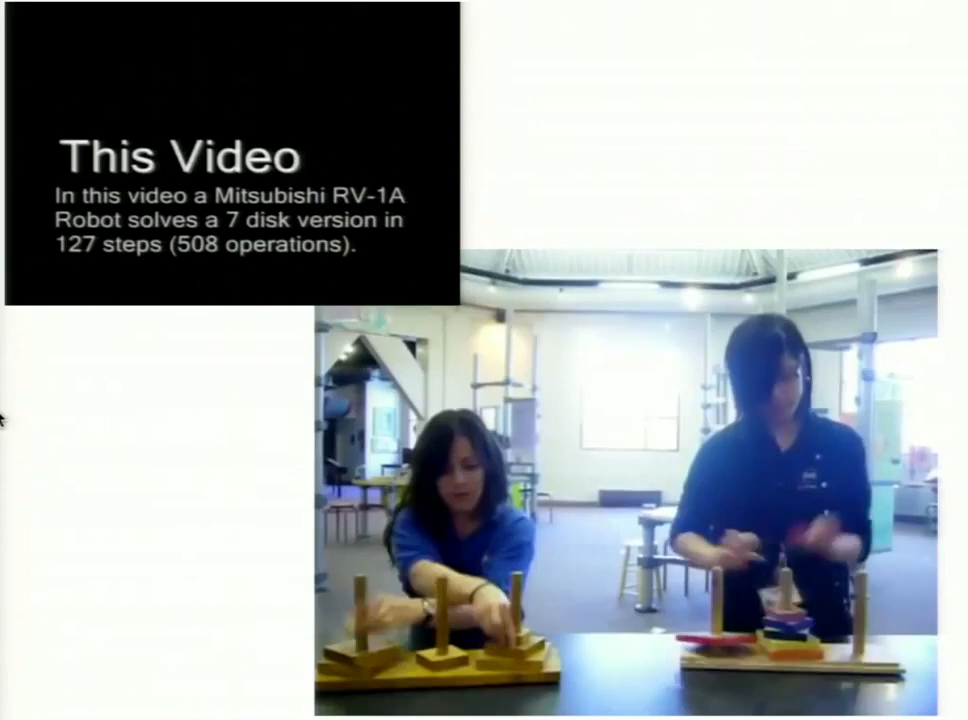 This Video
In this video a Mitsubishi RV-1A
Robot solves a 7 disk version in
127 steps (508 operations).